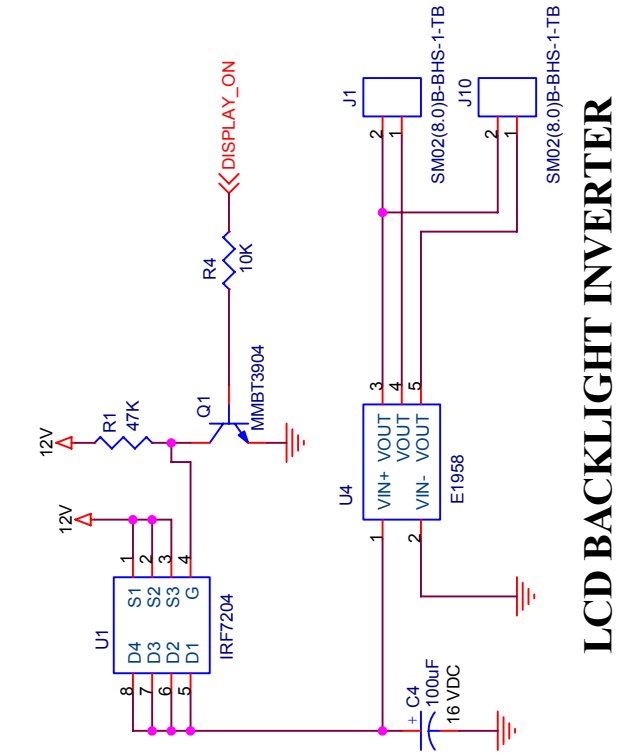 12V
R1
47K
12V
U1
8 D4 S1 1
7 D3 S2 2
6 D2 S3 3
5 D1 G 4
IRF7204
Q1
MMBT3904
R4
10K
DISPLAY_ON
+ C4
100uF
16 VDC
U4
1 VIN+ VOUT 3
VOUT 4
2 VIN- VOUT 5
E1958
J1
2
1
SM02(8.0)B-BHS-1-TB
J10
2
1
SM02(8.0)B-BHS-1-TB
LCD BACKLIGHT INVERTER